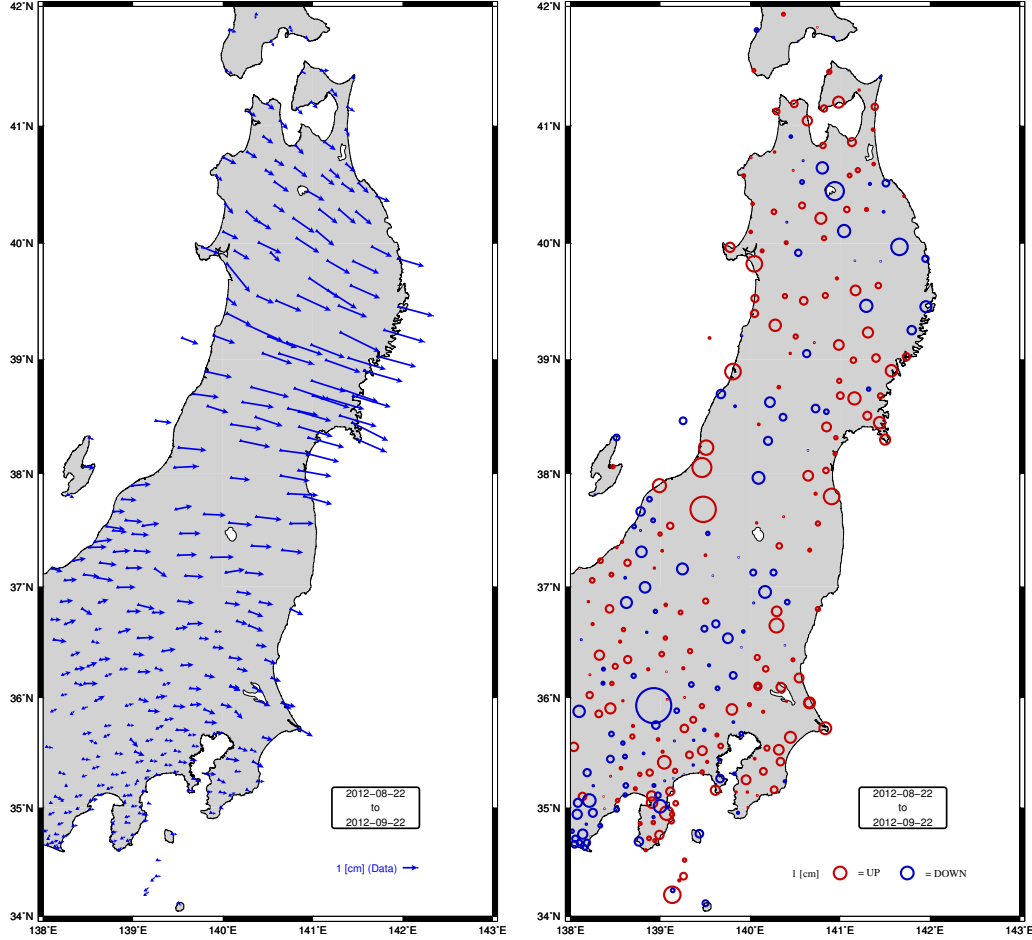 42˚N
41˚N
40˚N
39˚N
38˚N
37˚N
36˚N
35˚N
34˚N
138˚E 139˚E 140˚E 141˚E 142˚E 143˚E
2012−08−22
to
2012−09−22
1 [cm] (Data)
42˚N
41˚N
40˚N
39˚N
38˚N
37˚N
36˚N
35˚N
34˚N
138˚E 139˚E 140˚E 141˚E 142˚E 143˚E
2012−08−22
to
2012−09−22
1 [cm] = UP = DOWN